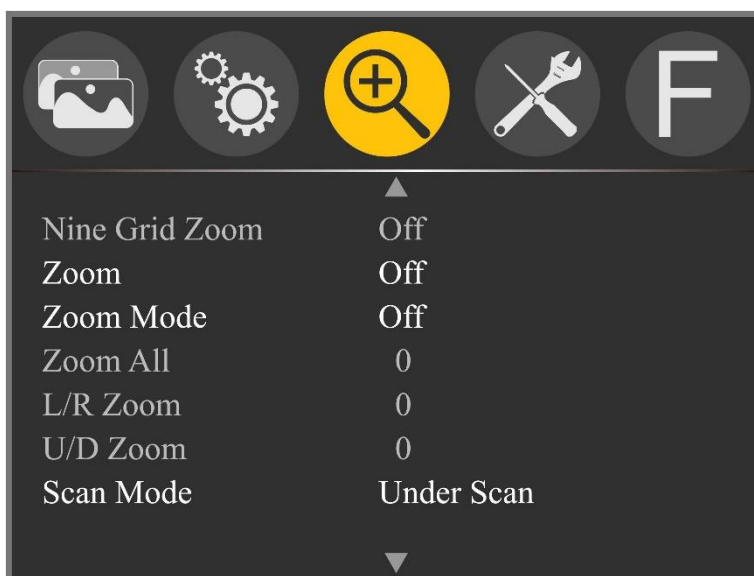 F
Nine Grid Zoom Off
Zoom Off
Zoom Mode Off
Zoom All 0
L/R Zoom 0
U/D Zoom 0
Scan Mode Under Scan